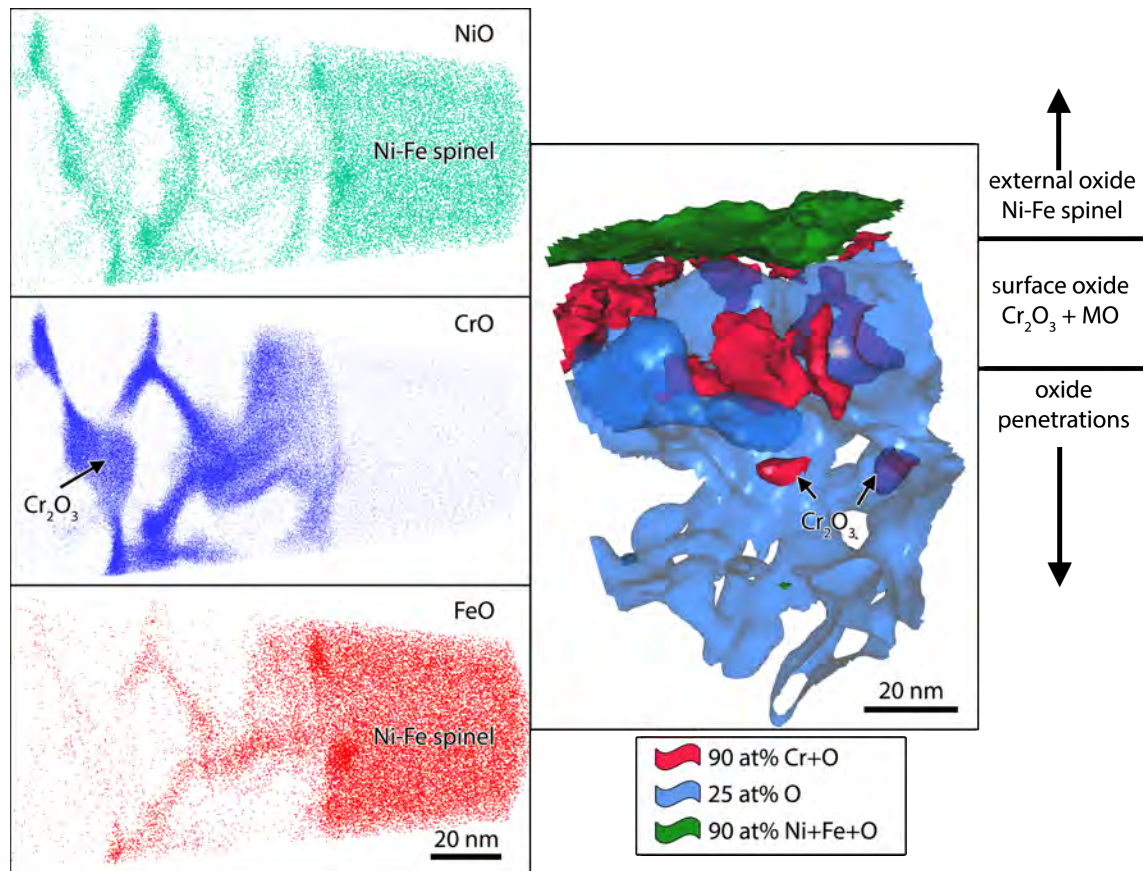 NiO
Ni-Fe spinel
CrO
Cr₂O₃
FeO
Ni-Fe spinel
20 nm
Cr₂O₃
20 nm
90 at% Cr+O
25 at% O
90 at% Ni+Fe+O
external oxide
Ni-Fe spinel
surface oxide
Cr₂O₃ + MO
oxide
penetrations